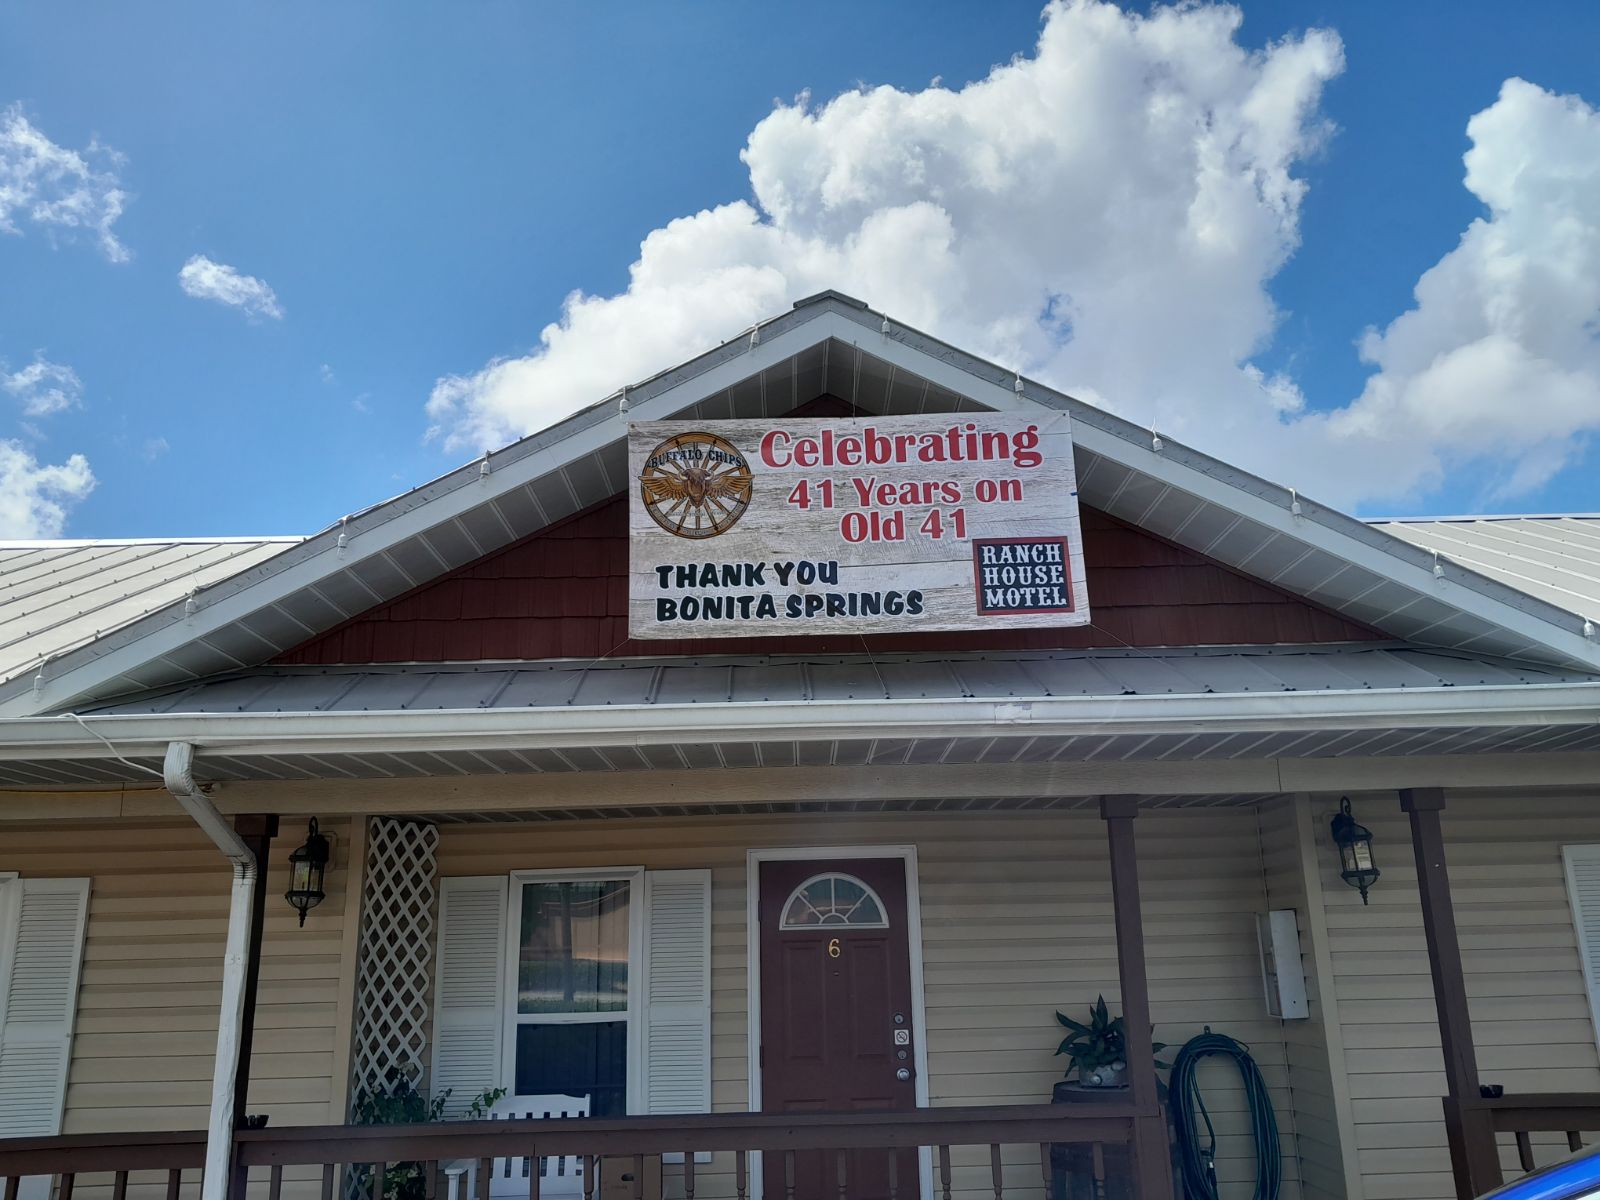 BUFFALO CHIPS
Celebrating
41 Years on
Old 41
THANK YOU
BONITA SPRINGS
RANCH
HOUSE
MOTEL
6